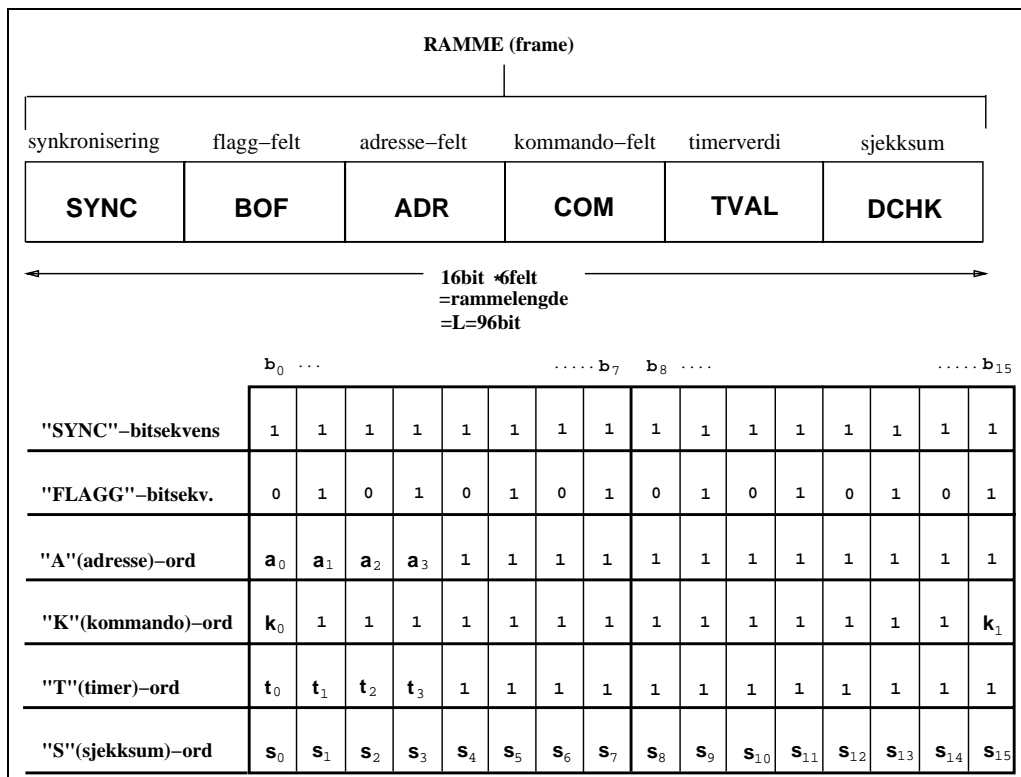 RAMME (frame)
synkronisering flagg−felt adresse−felt kommando−felt timerverdi sjekksum
SYNC BOF ADR COM TVAL DCHK
16bit *6felt
=rammelengde
=L=96bit
b0 ... .....b7 b8 .... .....b15
"SYNC"−bitsekvens 1 1 1 1 1 1 1 1 1 1 1 1 1 1 1 1
"FLAGG"−bitsekv. 0 1 0 1 0 1 0 1 0 1 0 1 0 1 0 1
"A"(adresse)−ord a0 a1 a2 a3 1 1 1 1 1 1 1 1 1 1 1 1
"K"(kommando)−ord k0 1 1 1 1 1 1 1 1 1 1 1 1 1 1 k1
"T"(timer)−ord t0 t1 t2 t3 1 1 1 1 1 1 1 1 1 1 1 1
"S"(sjekksum)−ord s0 s1 s2 s3 s4 s5 s6 s7 s8 s9 s10 s11 s12 s13 s14 s15